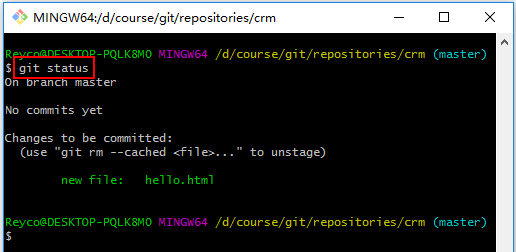 MINGW64:/d/course/git/repositories/crm
Reyco@DESKTOP-PQLK8MO MINGW64 /d/course/git/repositories/crm (master)
$ git status
On branch master
No commits yet
Changes to be committed:
(use "git rm --cached <file>..." to unstage)
new file: hello.html
Reyco@DESKTOP-PQLK8MO MINGW64 /d/course/git/repositories/crm (master)
$